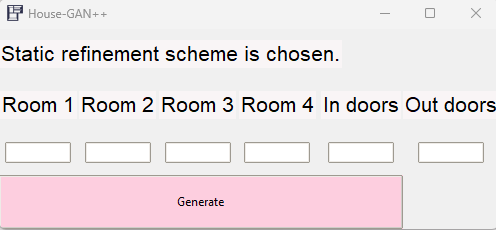 House-GAN++
Static refinement scheme is chosen.
Room 1 Room 2 Room 3 Room 4 In doors Out doors
Generate